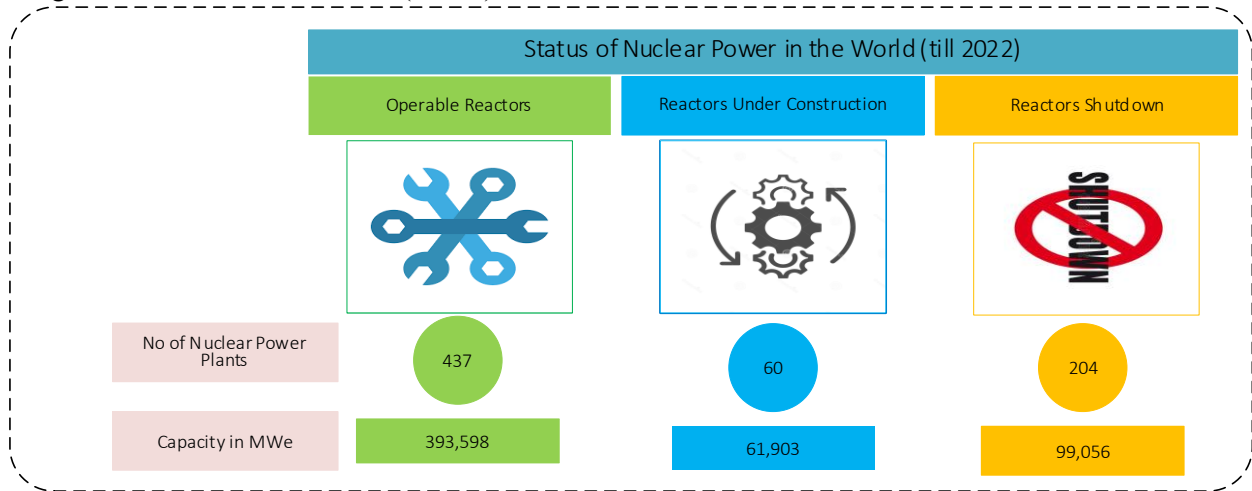 Status of Nuclear Power in the World (till 2022)
Operable Reactors
Reactors Under Construction
Reactors Shutdown
SHUTDOWN
No of Nuclear Power
Plants
437
60
204
Capacity in MWe
393,598
61,903
99,056